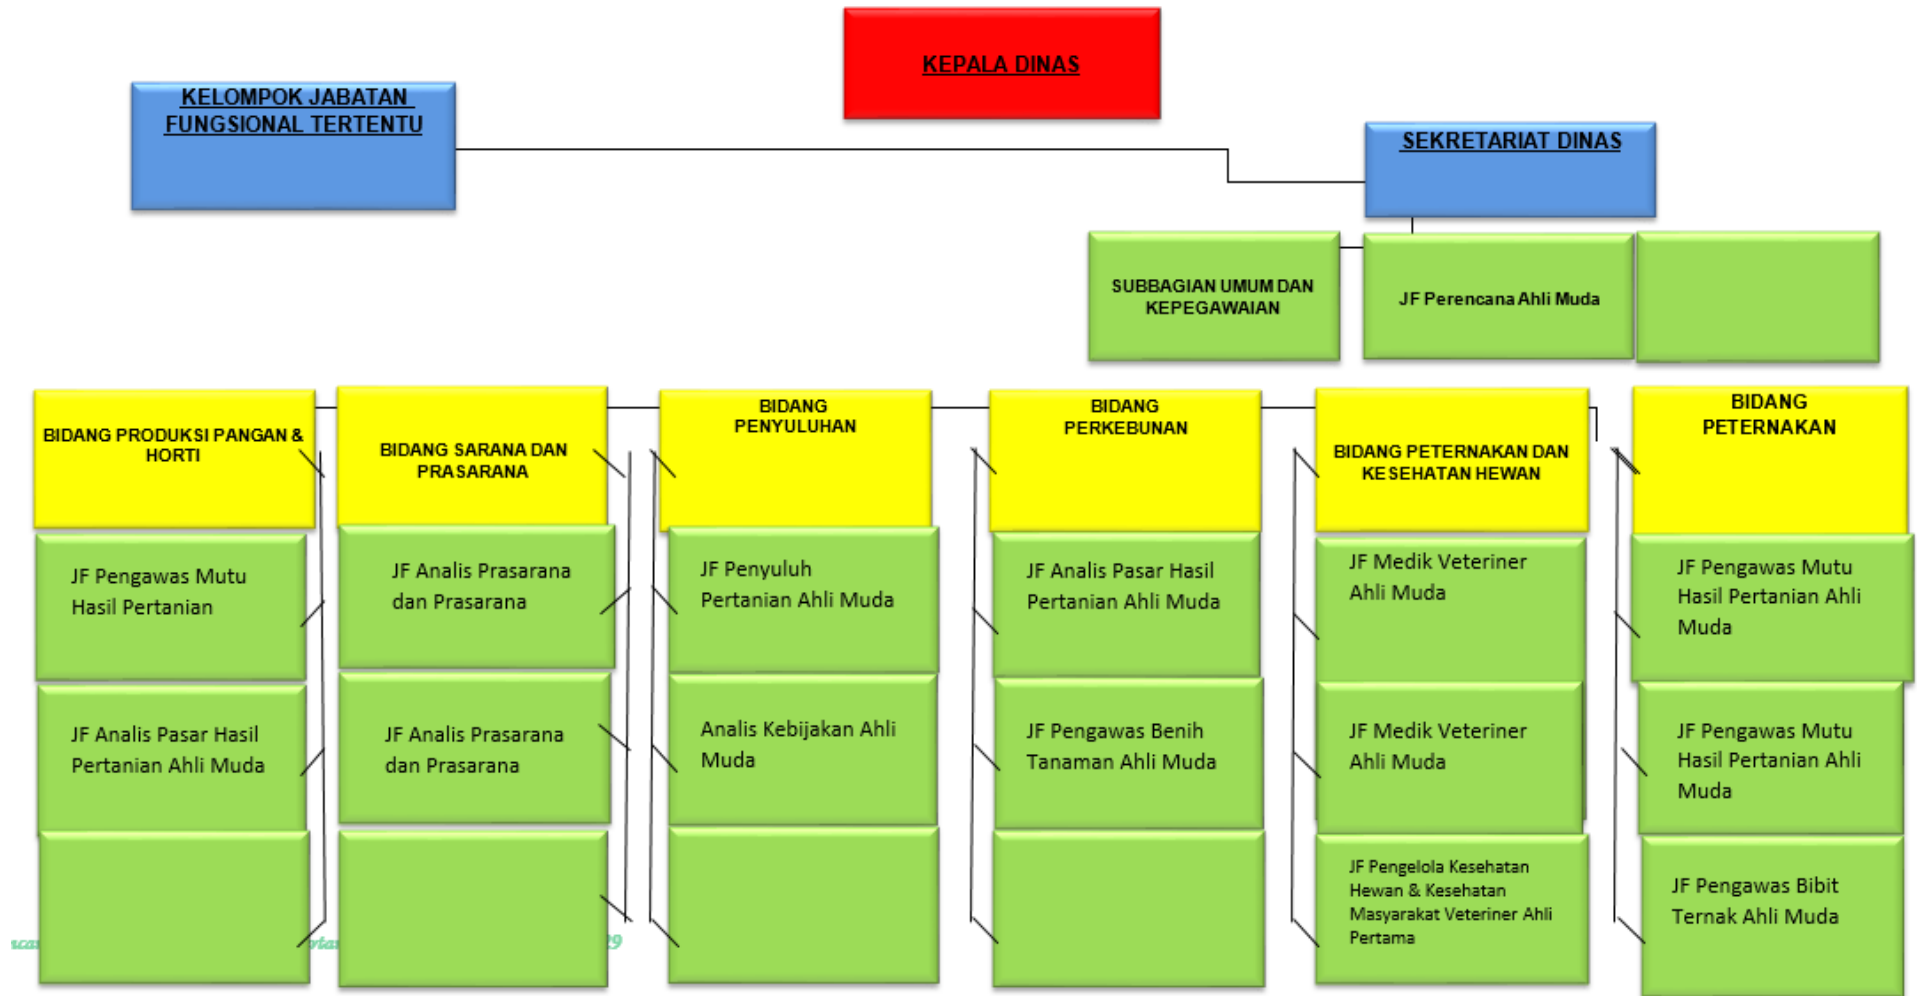 KEPALA DINAS
KELOMPOK JABATAN
FUNGSIONAL TERTENTU
SEKRETARIAT DINAS
SUBBAGIAN UMUM DAN
KEPEGAWAIAN
JF Perencana Ahli Muda
BIDANG PRODUKSI PANGAN &
HORTI
BIDANG SARANA DAN
PRASARANA
BIDANG
PENYULUHAN
BIDANG
PERKEBUNAN
BIDANG PETERNAKAN DAN
KESEHATAN HEWAN
BIDANG
PETERNAKAN
JF Pengawas Mutu
Hasil Pertanian
JF Analis Prasarana
dan Prasarana
JF Penyuluh
Pertanian Ahli Muda
JF Analis Pasar Hasil
Pertanian Ahli Muda
JF Medik Veteriner
Ahli Muda
JF Pengawas Mutu
Hasil Pertanian Ahli
Muda
JF Analis Pasar Hasil
Pertanian Ahli Muda
JF Analis Prasarana
dan Prasarana
Analis Kebijakan Ahli
Muda
JF Pengawas Benih
Tanaman Ahli Muda
JF Medik Veteriner
Ahli Muda
JF Pengawas Mutu
Hasil Pertanian Ahli
Muda
JF Pengelola Kesehatan
Hewan & Kesehatan
Masyarakat Veteriner Ahli
Pertama
JF Pengawas Bibit
Ternak Ahli Muda